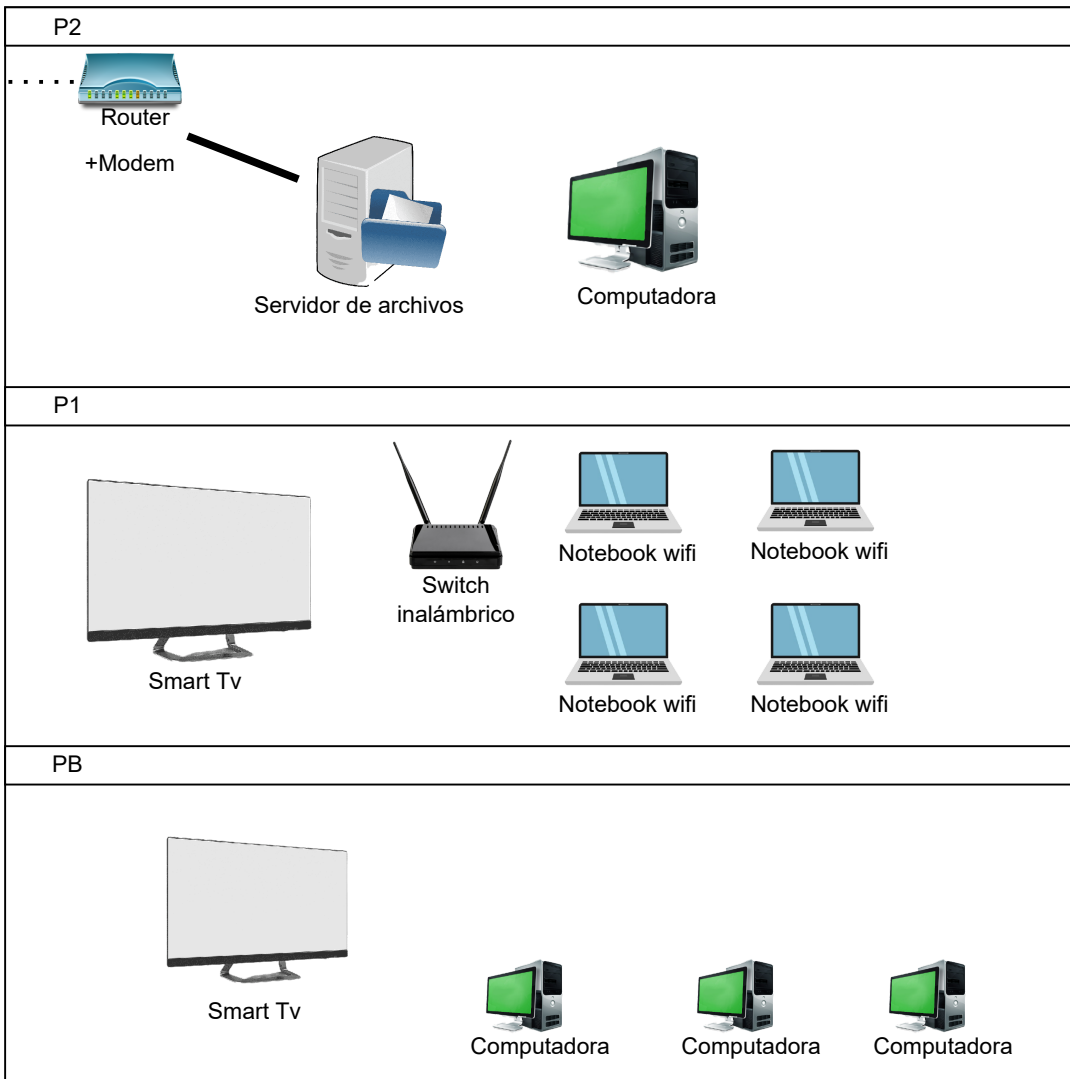 P2
Router
+Modem
Servidor de archivos
Computadora
P1
Smart Tv
Switch
inalámbrico
Notebook wifi
Notebook wifi
Notebook wifi
Notebook wifi
PB
Smart Tv
Computadora
Computadora
Computadora